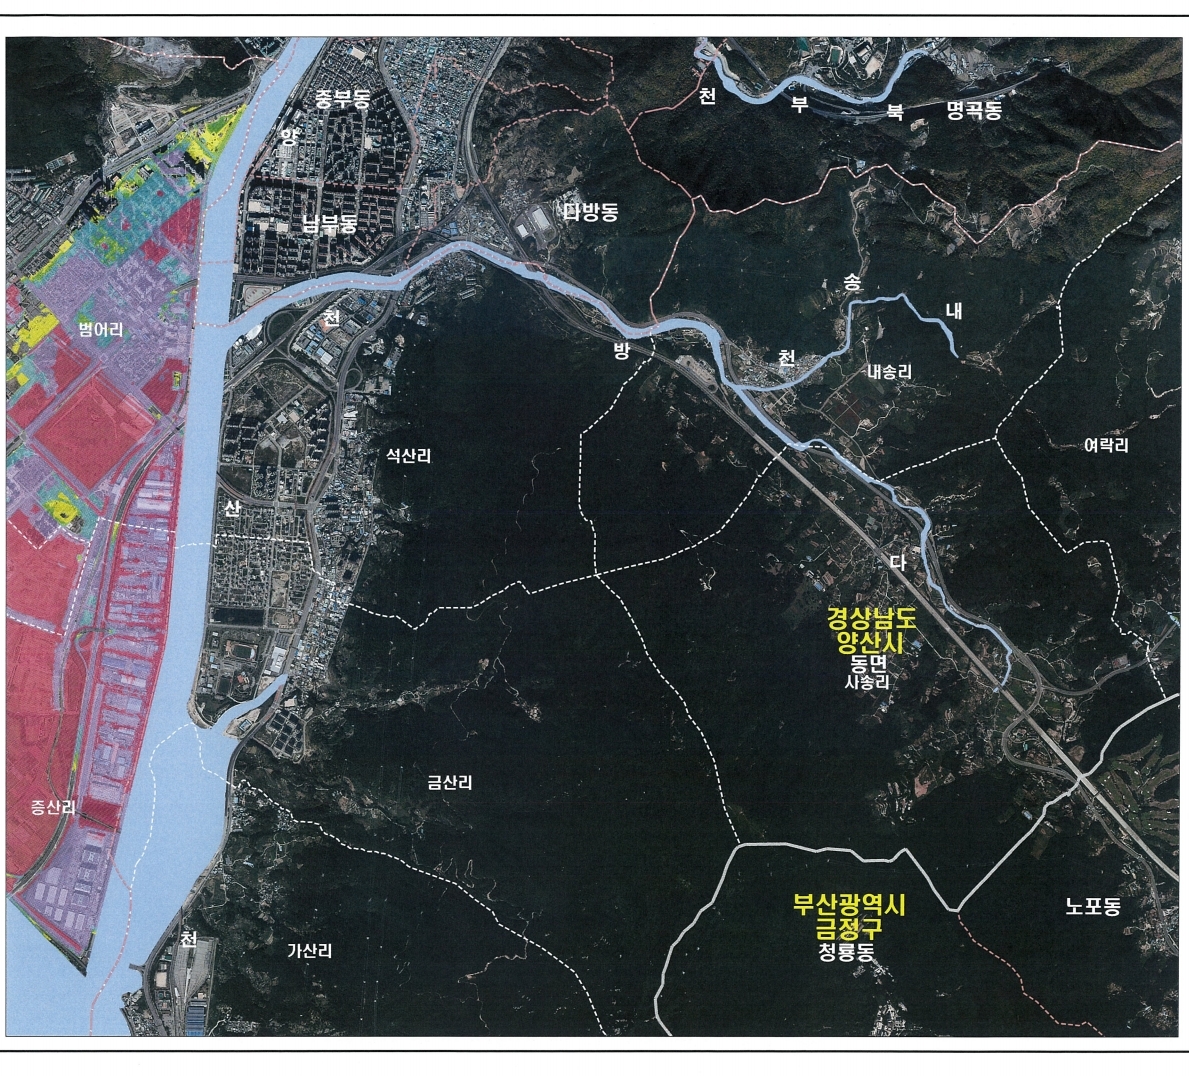 천
부
북
명곡동
중부동
양
남부동
다방동
송
내
천
범어리
방
천
내송리
석산리
여락리
산
다
경상남도
양산시
동면
사송리
금산리
증산리
부산광역시
금정구
청룡동
노포동
천
가산리